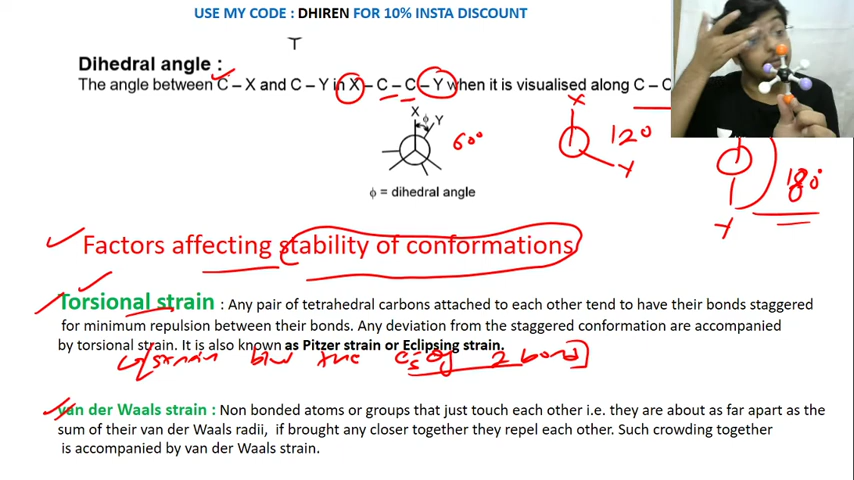 USE MY CODE : DHIREN FOR 10% INSTA DISCOUNT
T
Dihedral angle :
The angle between C – X and C – Y in X – C – C – Y when it is visualised along C – C
X
ϕ Y
60°
ϕ = dihedral angle
X
120
Y
180°
Y
Factors affecting stability of conformations
Torsional strain : Any pair of tetrahedral carbons attached to each other tend to have their bonds staggered
for minimum repulsion between their bonds. Any deviation from the staggered conformation are accompanied
by torsional strain. It is also known as Pitzer strain or Eclipsing strain.
strain b/w the e⁻s of 2 bond]
van der Waals strain : Non bonded atoms or groups that just touch each other i.e. they are about as far apart as the
sum of their van der Waals radii, if brought any closer together they repel each other. Such crowding together
is accompanied by van der Waals strain.